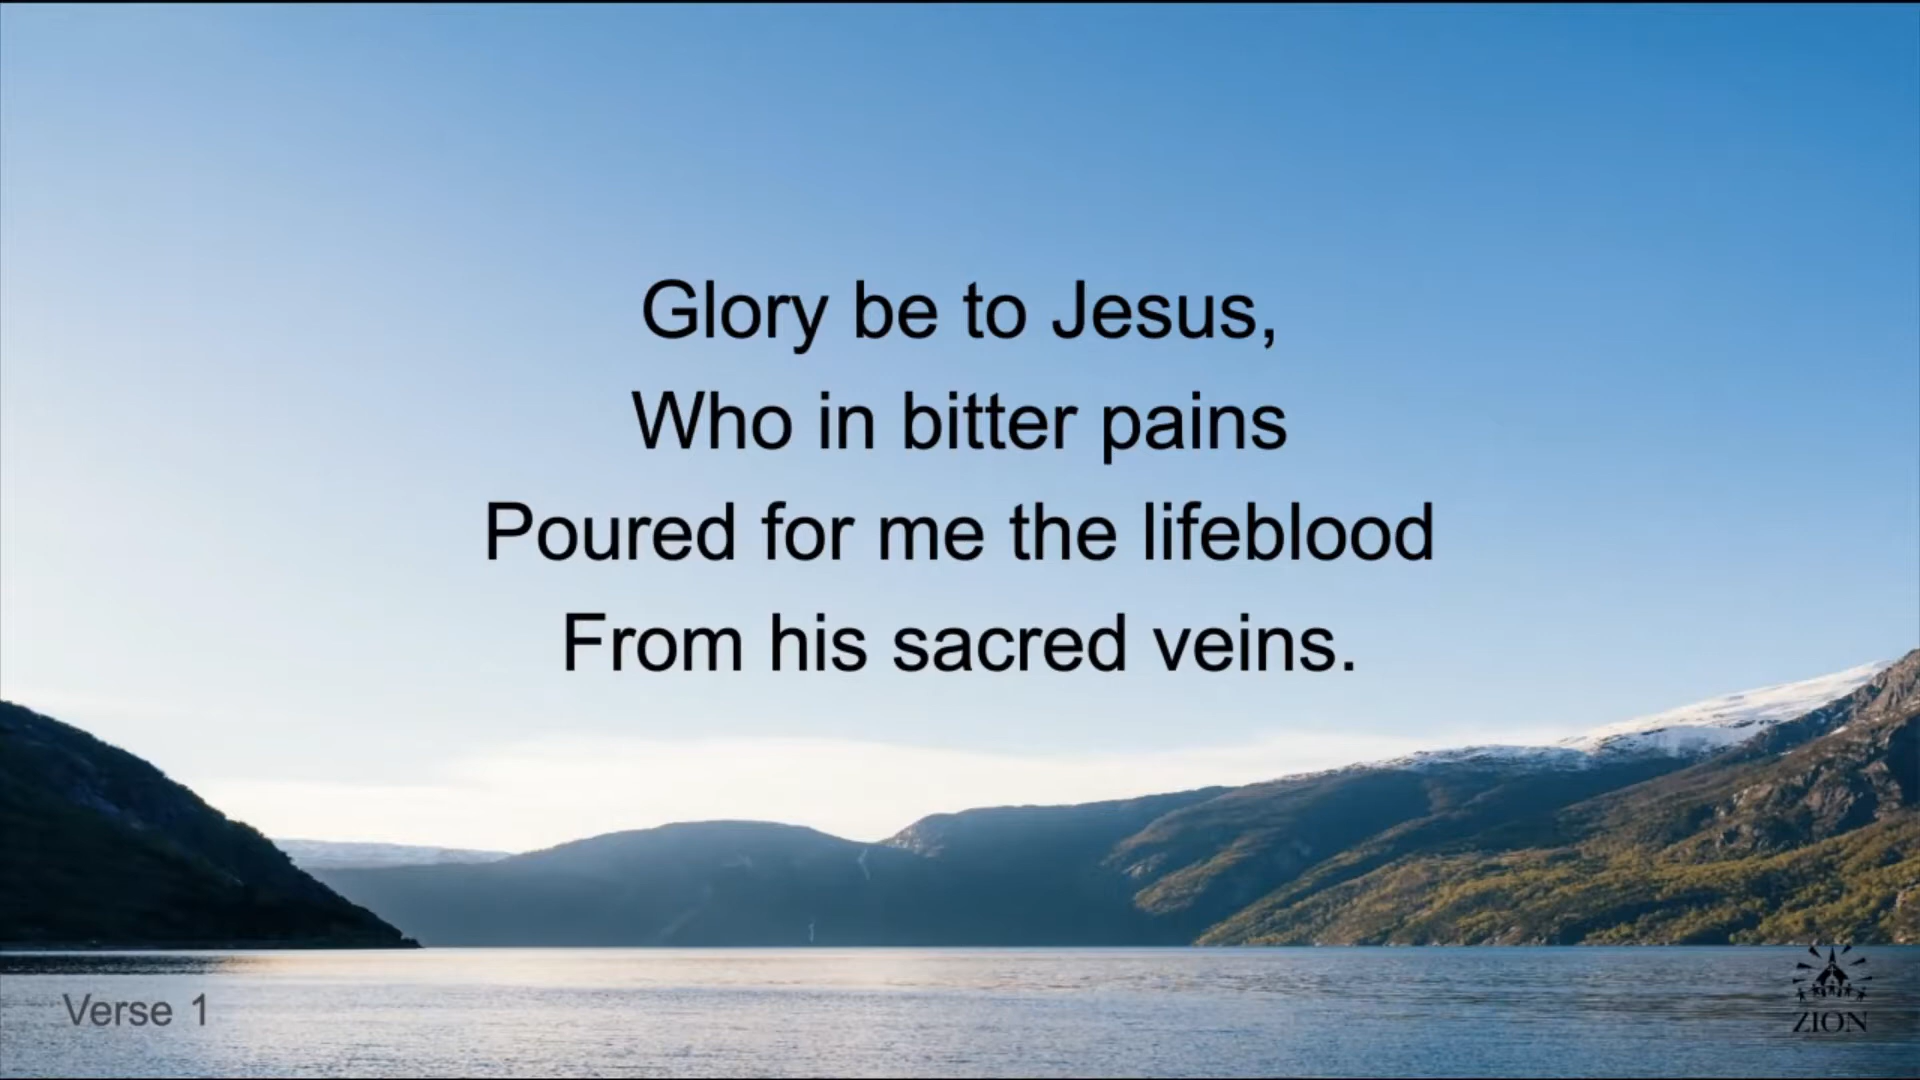 Glory be to Jesus,
Who in bitter pains
Poured for me the lifeblood
From his sacred veins.
Verse 1
ZION